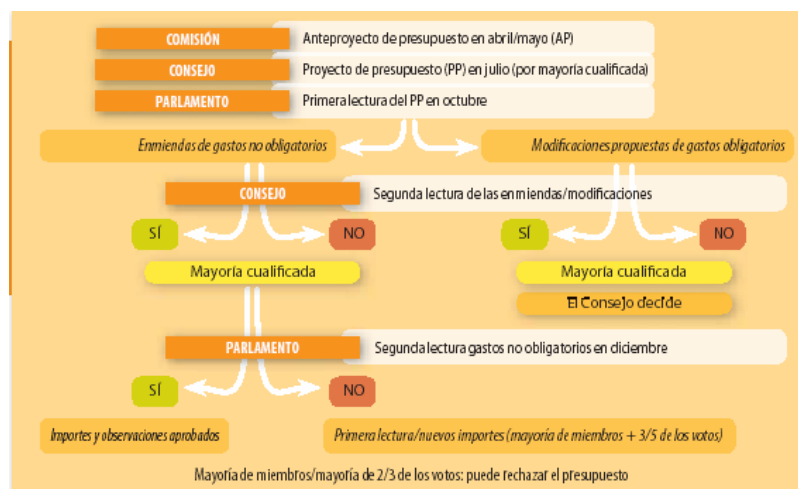 COMISIÓN Anteproyecto de presupuesto en abril/mayo (AP)
CONSEJO Proyecto de presupuesto (PP) en julio (por mayoría cualificada)
PARLAMENTO Primera lectura del PP en octubre
Enmiendas de gastos no obligatorios Modificaciones propuestas de gastos obligatorios
CONSEJO Segunda lectura de las enmiendas/modificaciones
SÍ NO SÍ NO
Mayoría cualificada Mayoría cualificada
El Consejo decide
PARLAMENTO Segunda lectura gastos no obligatorios en diciembre
SÍ NO
Importes y observaciones aprobados Primera lectura/nuevos importes (mayoría de miembros + 3/5 de los votos)
Mayoría de miembros/mayoría de 2/3 de los votos: puede rechazar el presupuesto